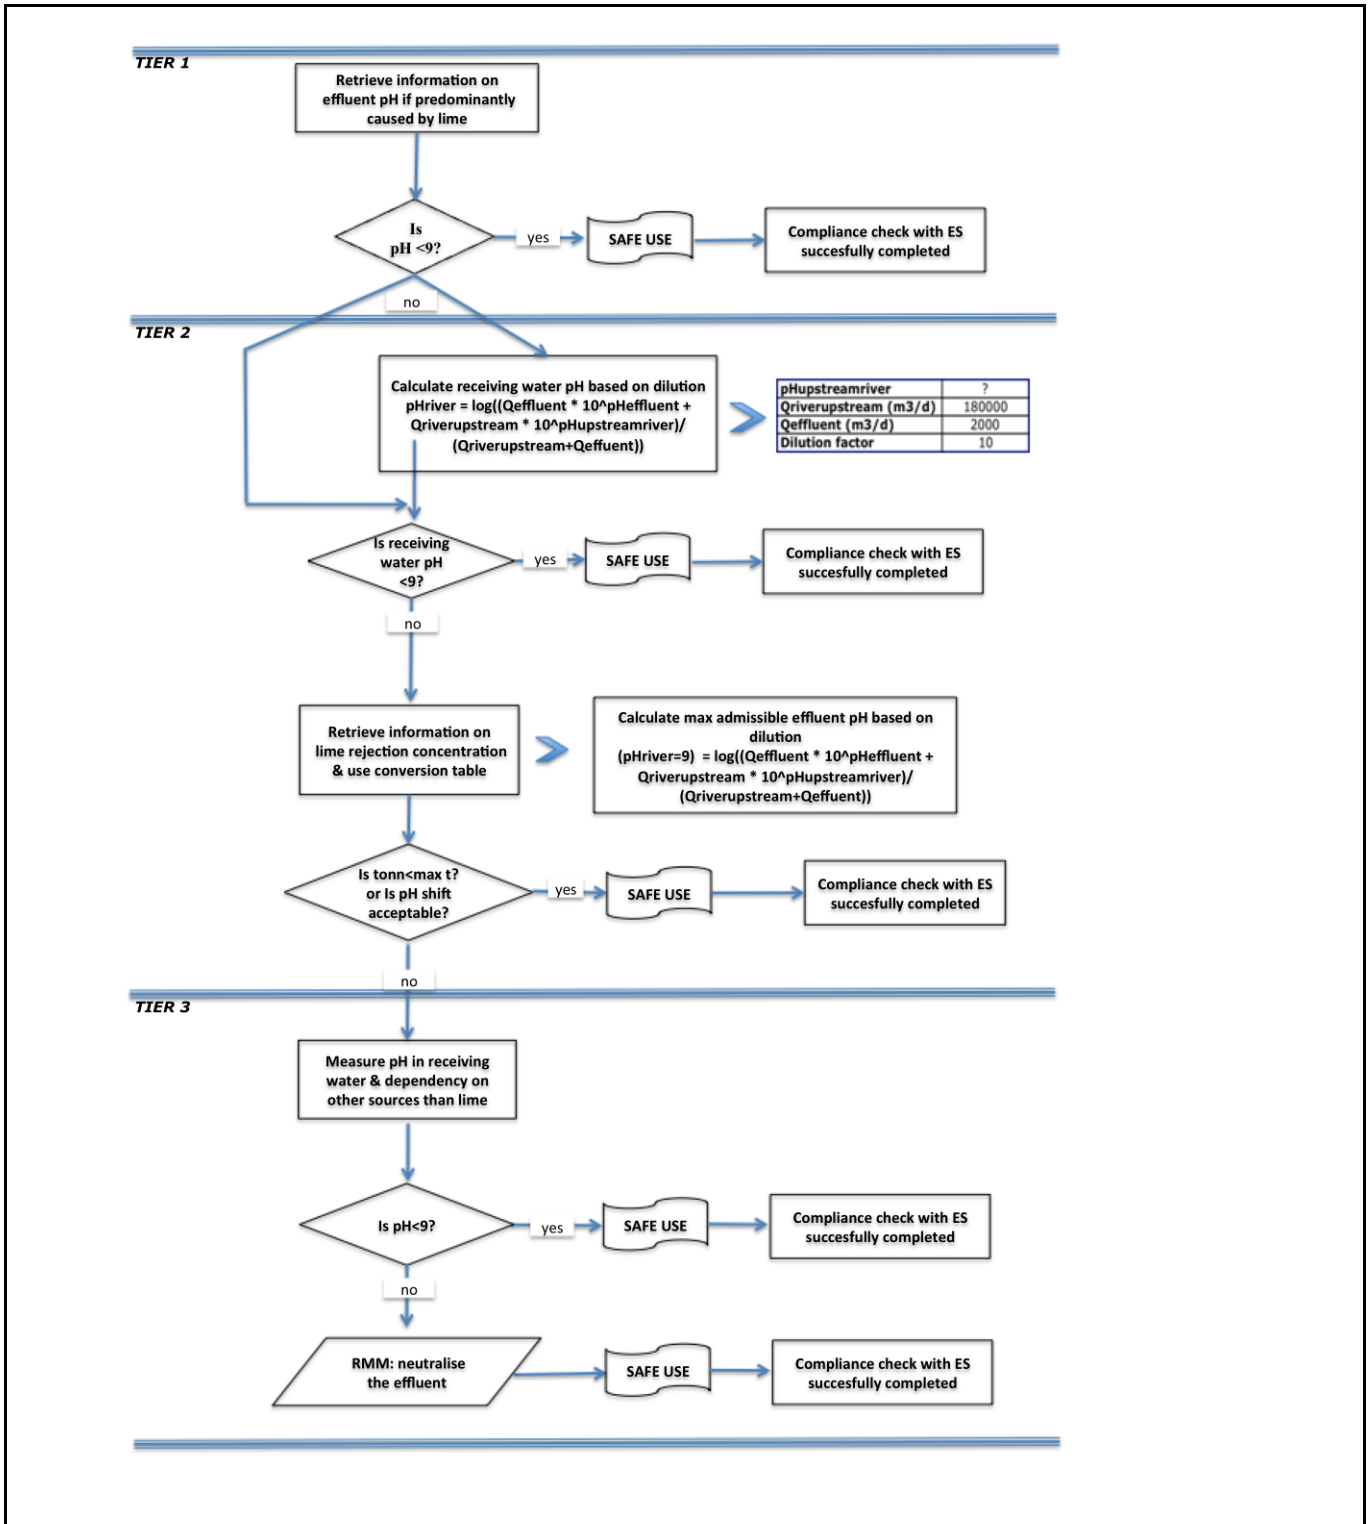 TIER 1
Retrieve information on
effluent pH if predominantly
caused by lime
Is
pH <9?
yes
SAFE USE
Compliance check with ES
succesfully completed
no
TIER 2
Calculate receiving water pH based on dilution
pHriver = log((Qeffluent * 10^pHeffluent +
Qriverupstream * 10^pHupstreamriver)/
(Qriverupstream+Qeffuent))
pHupstreamriver ?
Qriverupstream (m3/d) 180000
Qeffluent (m3/d) 2000
Dilution factor 10
Is receiving
water pH
<9?
yes
SAFE USE
Compliance check with ES
succesfully completed
no
Retrieve information on
lime rejection concentration
& use conversion table
Calculate max admissible effluent pH based on
dilution
(pHriver=9) = log((Qeffluent * 10^pHeffluent +
Qriverupstream * 10^pHupstreamriver)/
(Qriverupstream+Qeffuent))
Is tonn<max t?
or Is pH shift
acceptable?
yes
SAFE USE
Compliance check with ES
succesfully completed
no
TIER 3
Measure pH in receiving
water & dependency on
other sources than lime
Is pH<9?
yes
SAFE USE
Compliance check with ES
succesfully completed
no
RMM: neutralise
the effluent
SAFE USE
Compliance check with ES
succesfully completed